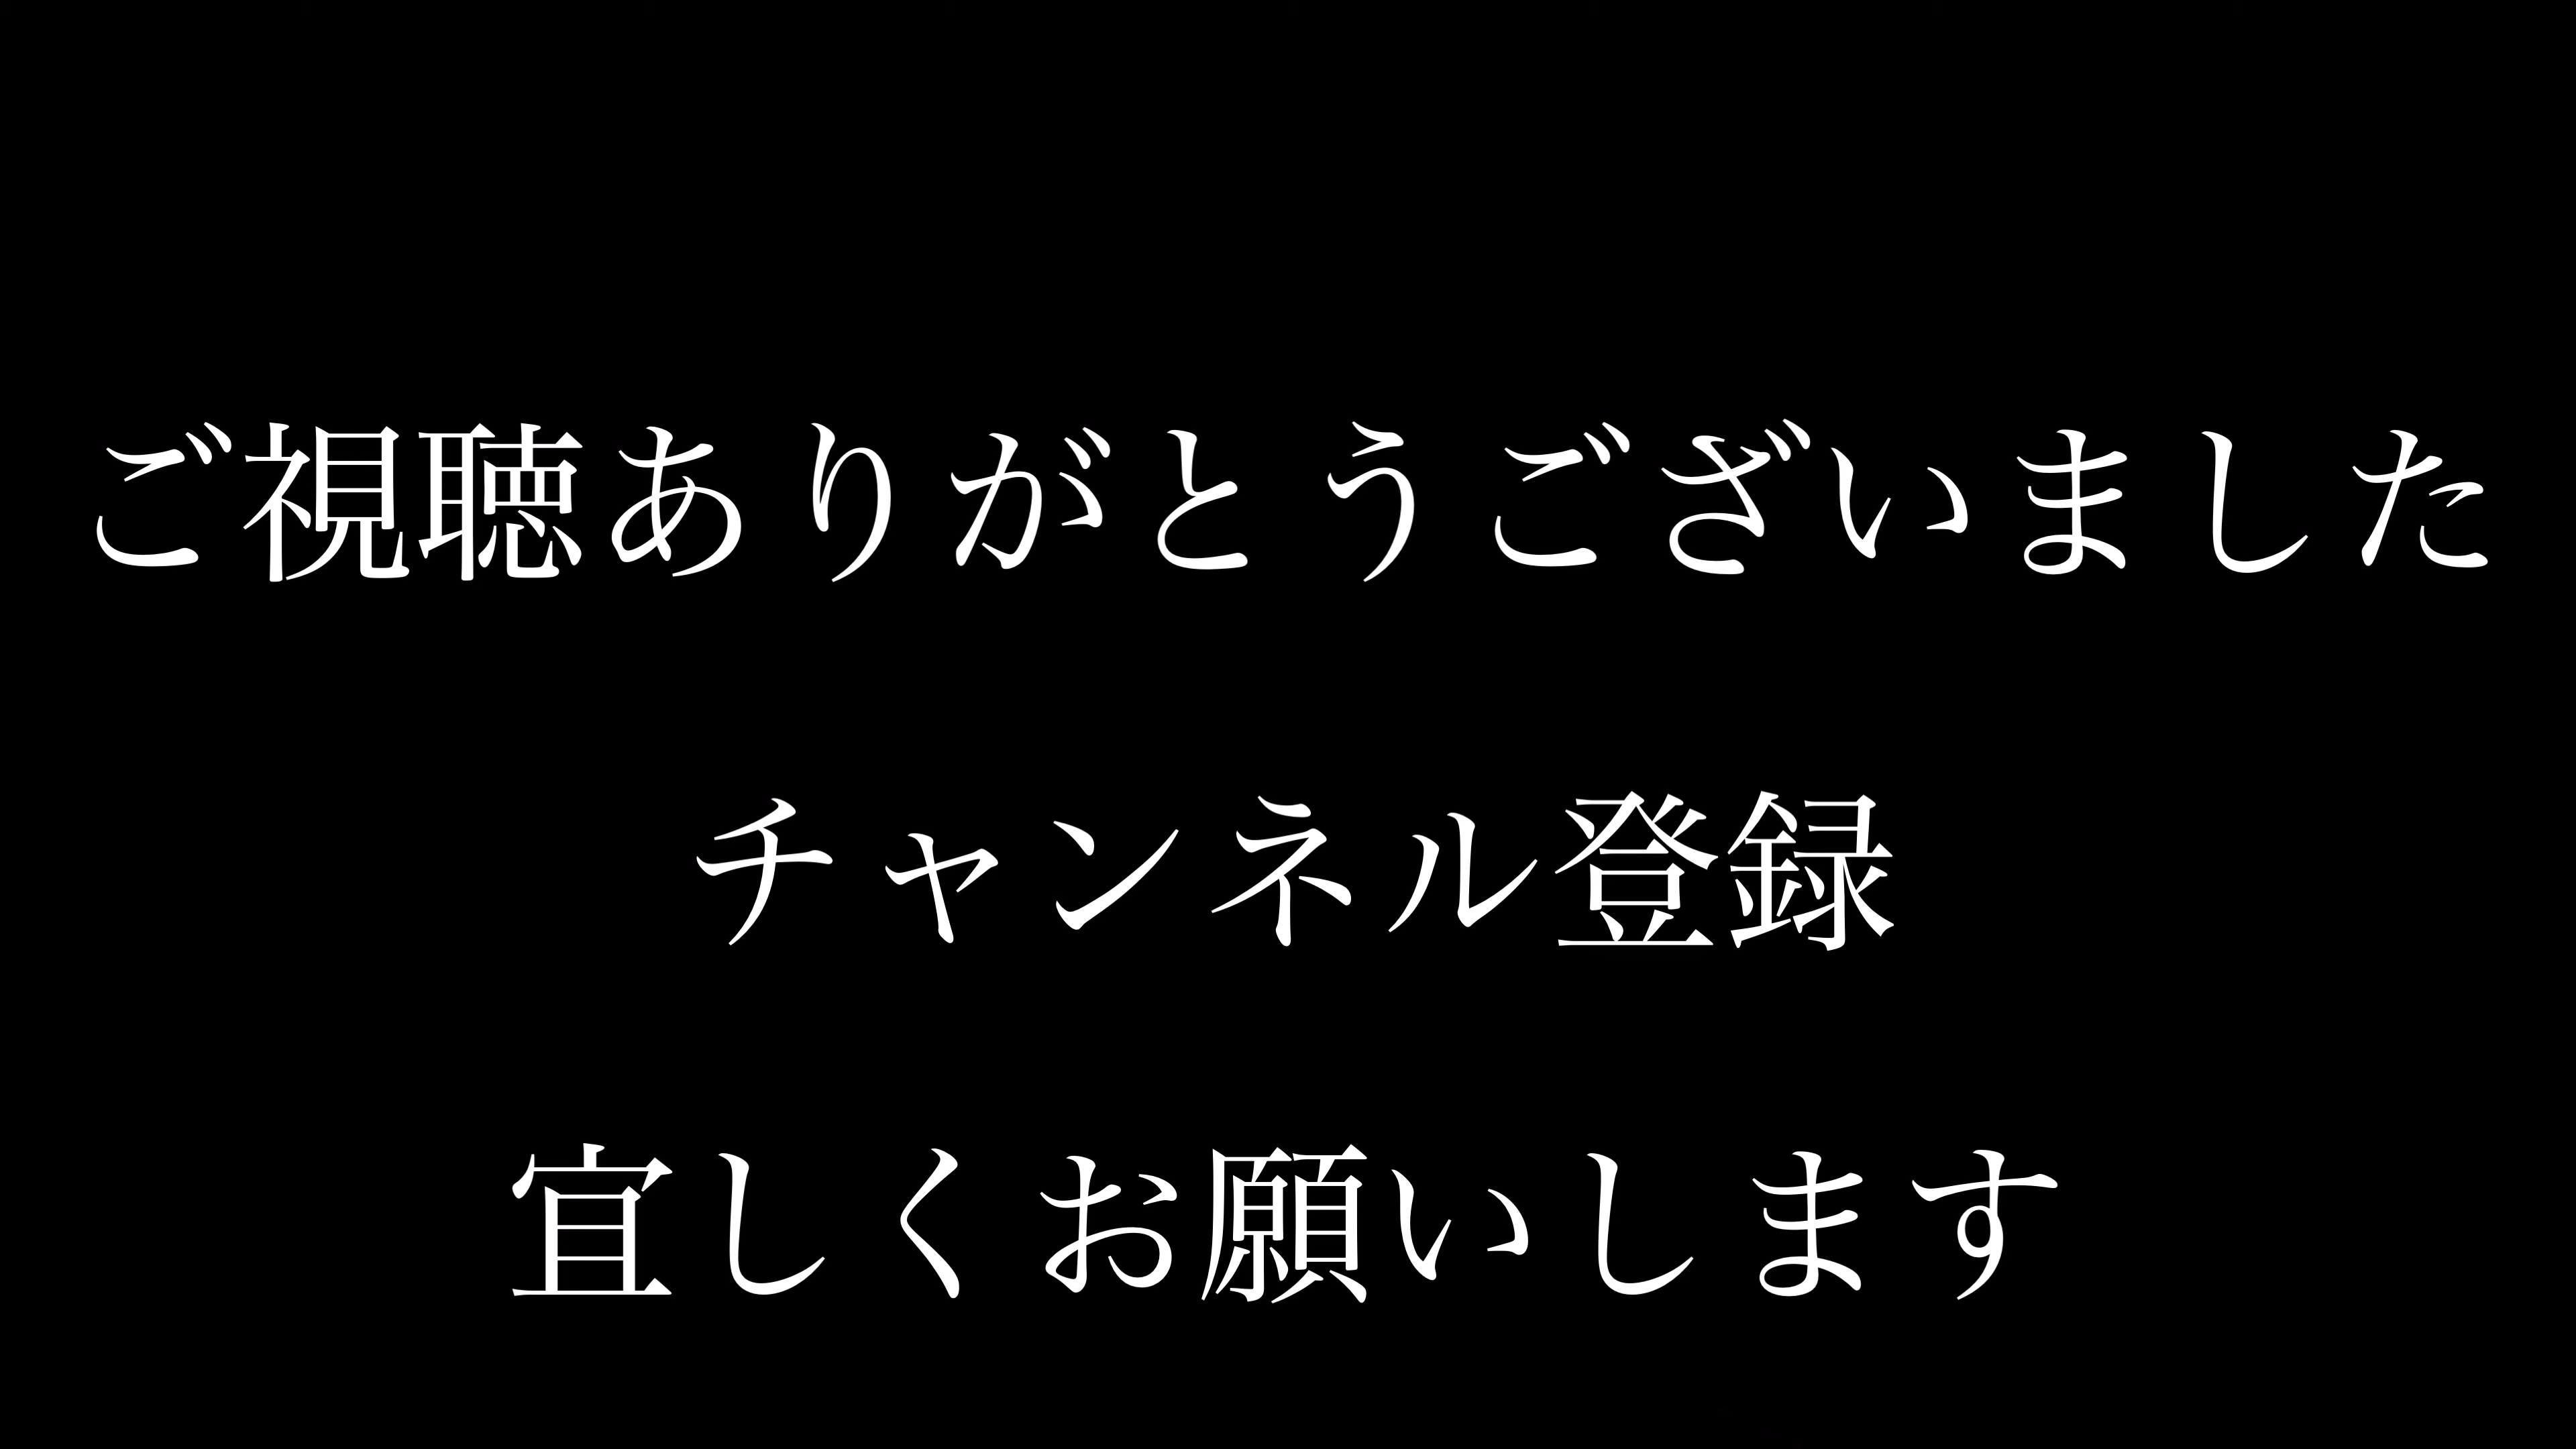 ご視聴ありがとうございました
チャンネル登録
宜しくお願いします